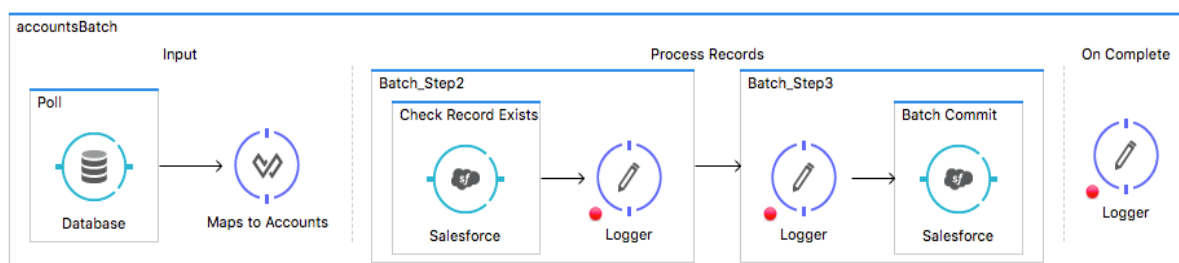 accountsBatch
Input
Process Records
On Complete
Poll
Database
Maps to Accounts
Batch_Step2
Check Record Exists
sf
Salesforce
Logger
Batch_Step3
Logger
Batch Commit
sf
Salesforce
Logger